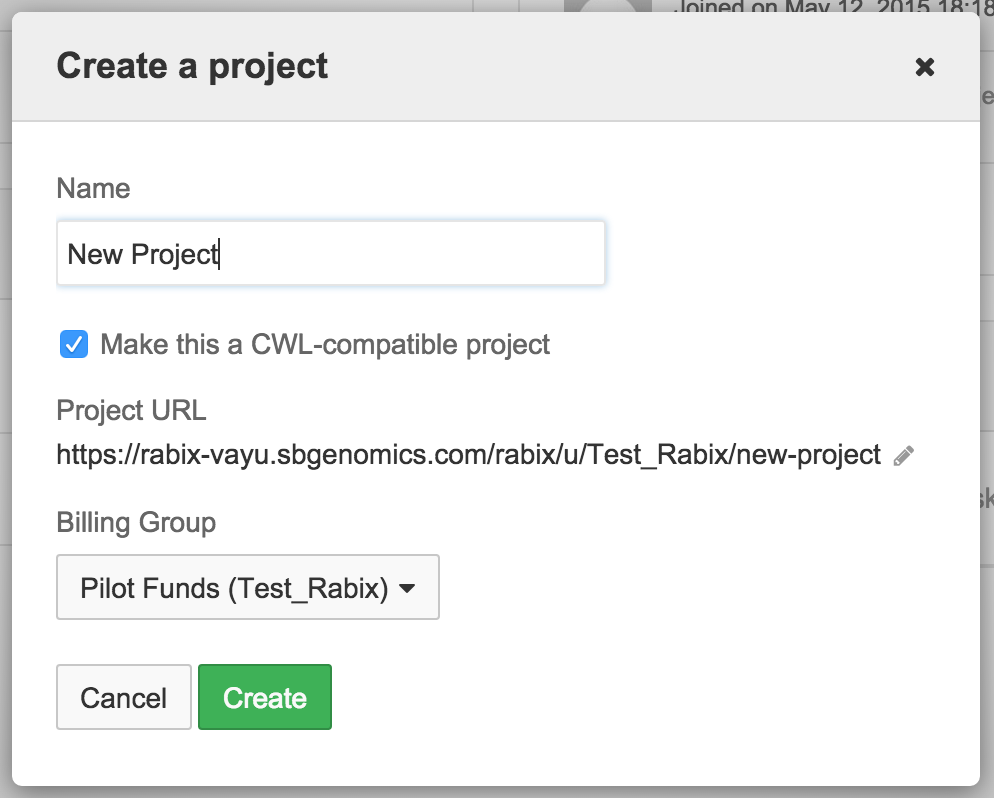 Joined on May 12, 2015 18:18
Create a project
Name
New Project
Make this a CWL-compatible project
Project URL
https://rabix-vayu.sbgenomics.com/rabix/u/Test_Rabix/new-project
Billing Group
Pilot Funds (Test_Rabix)
Cancel
Create